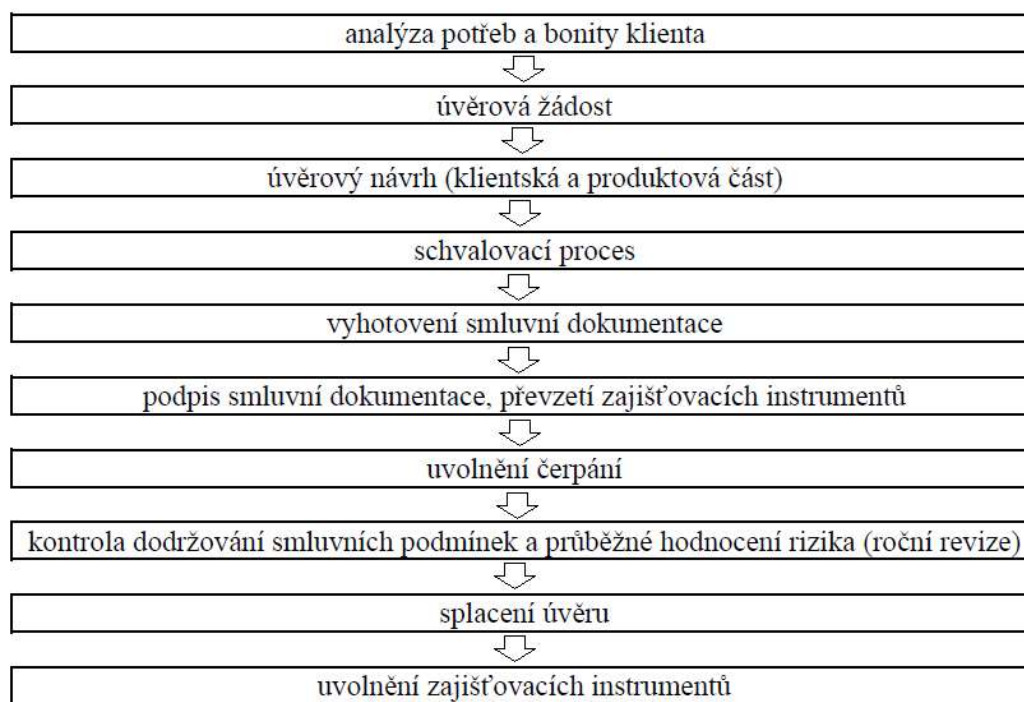 analýza potřeb a bonity klienta
úvěrová žádost
úvěrový návrh (klientská a produktová část)
schvalovací proces
vyhotovení smluvní dokumentace
podpis smluvní dokumentace, převzetí zajišťovacích instrumentů
uvolnění čerpání
kontrola dodržování smluvních podmínek a průběžné hodnocení rizika (roční revize)
splacení úvěru
uvolnění zajišťovacích instrumentů